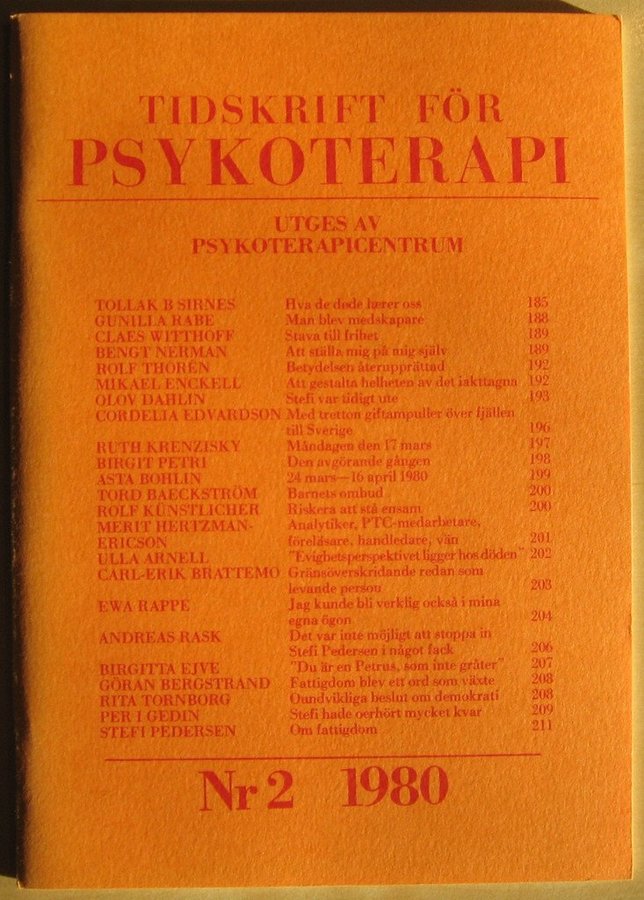 TIDSKRIFT FÖR
PSYKOTERAPI
UTGES AV
PSYKOTERAPICENTRUM
TOLLAK B SIRNES Hva de døde lærer oss 185
GUNILLA RABE Man blev medskapare 188
CLAES WITTHOFF Stava till frihet 189
BENGT NERMAN Att ställa mig på mig själv 189
ROLF THORÉN Betydelsen återupprättad 192
MIKAEL ENCKELL Att gestalta helheten av det iakttagna 192
OLOV DAHLIN Stefi var tidigt ute 193
CORDELIA EDVARDSON Med tretton giftampuller över fjällen
till Sverige 196
RUTH KRENZISKY Måndagen den 17 mars 197
BIRGIT PETRI Den avgörande gången 198
ASTA BOHLIN 24 mars—16 april 1980 199
TORD BAECKSTRÖM Barnets ombud 200
ROLF KÜNSTLICHER Riskera att stå ensam 200
MERIT HERTZMAN- Analytiker, PTC-medarbetare,
ERICSON föreläsare, handledare, vän 201
ULLA ARNELL "Evighetsperspektivet ligger hos döden" 202
CARL-ERIK BRATTEMO Gränsöverskridande redan som
levande person 203
EWA RAPPE Jag kunde bli verklig också i mina
egna ögon 204
ANDREAS RASK Det var inte möjligt att stoppa in
Stefi Pedersen i något fack 206
BIRGITTA EJVE "Du är en Petrus, som inte gråter" 207
GÖRAN BERGSTRAND Fattigdom blev ett ord som växte 208
RITA TORNBORG Oundvikliga beslut om demokrati 208
PER I GEDIN Stefi hade oerhört mycket kvar 209
STEFI PEDERSEN Om fattigdom 211
Nr 2 1980